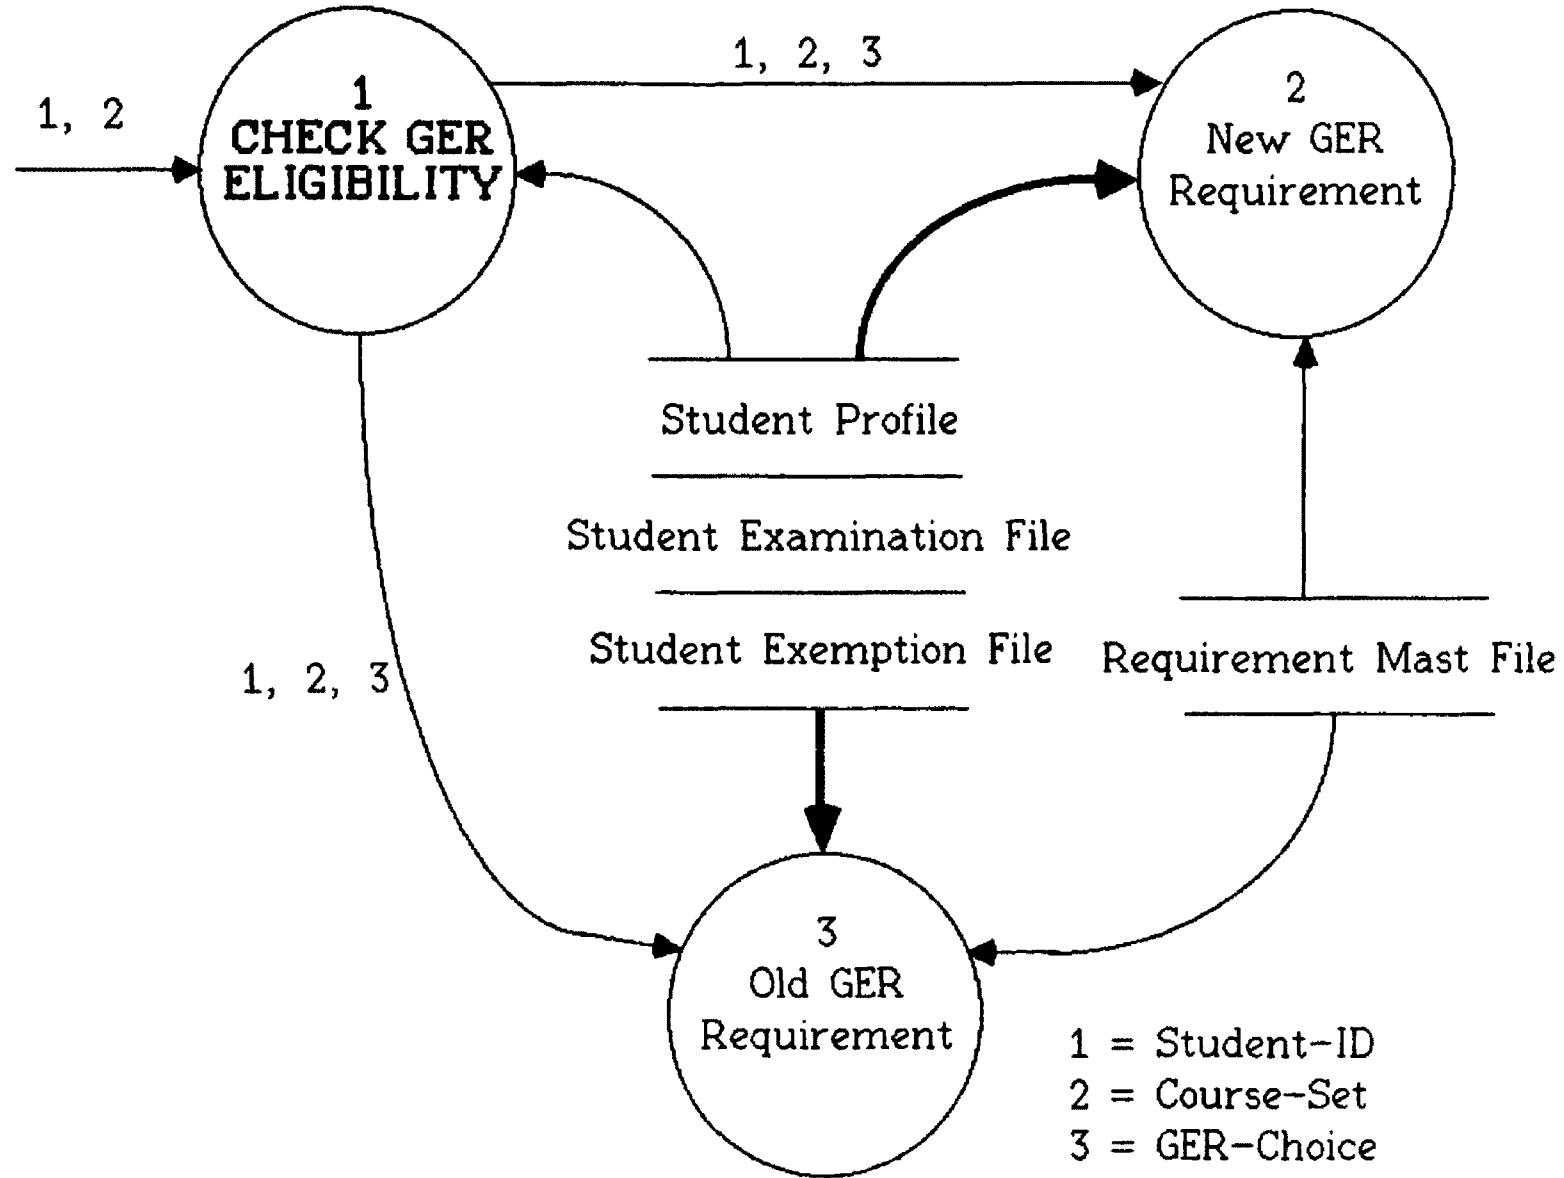 1, 2
1
CHECK GER
ELIGIBILITY
1, 2, 3
2
New GER
Requirement
Student Profile
Student Examination File
Student Exemption File
Requirement Mast File
1, 2, 3
3
Old GER
Requirement
1 = Student-ID
2 = Course-Set
3 = GER-Choice